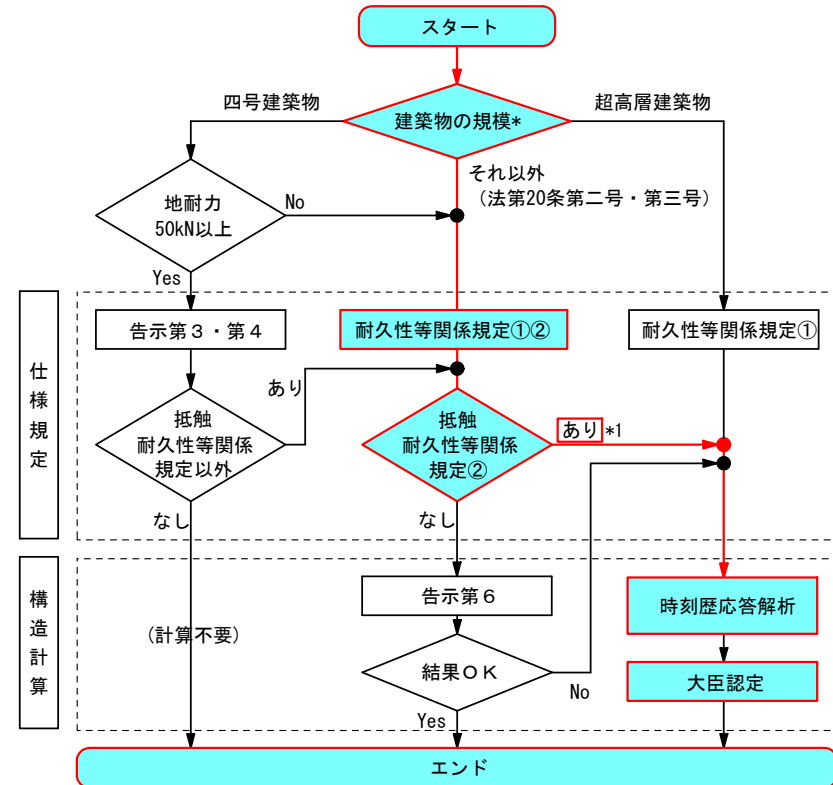 スタート
四号建築物
超高層建築物
建築物の規模*
それ以外
(法第20条第二号・第三号)
地耐力
50kN以上
No
Yes
仕様規定
告示第3・第4
耐久性等関係規定①②
耐久性等関係規定①
あり
抵触
耐久性等関係
規定以外
抵触
耐久性等関係
規定②
あり*1
なし
なし
構造計算
告示第6
時刻歴応答解析
(計算不要)
結果OK
No
大臣認定
Yes
エンド